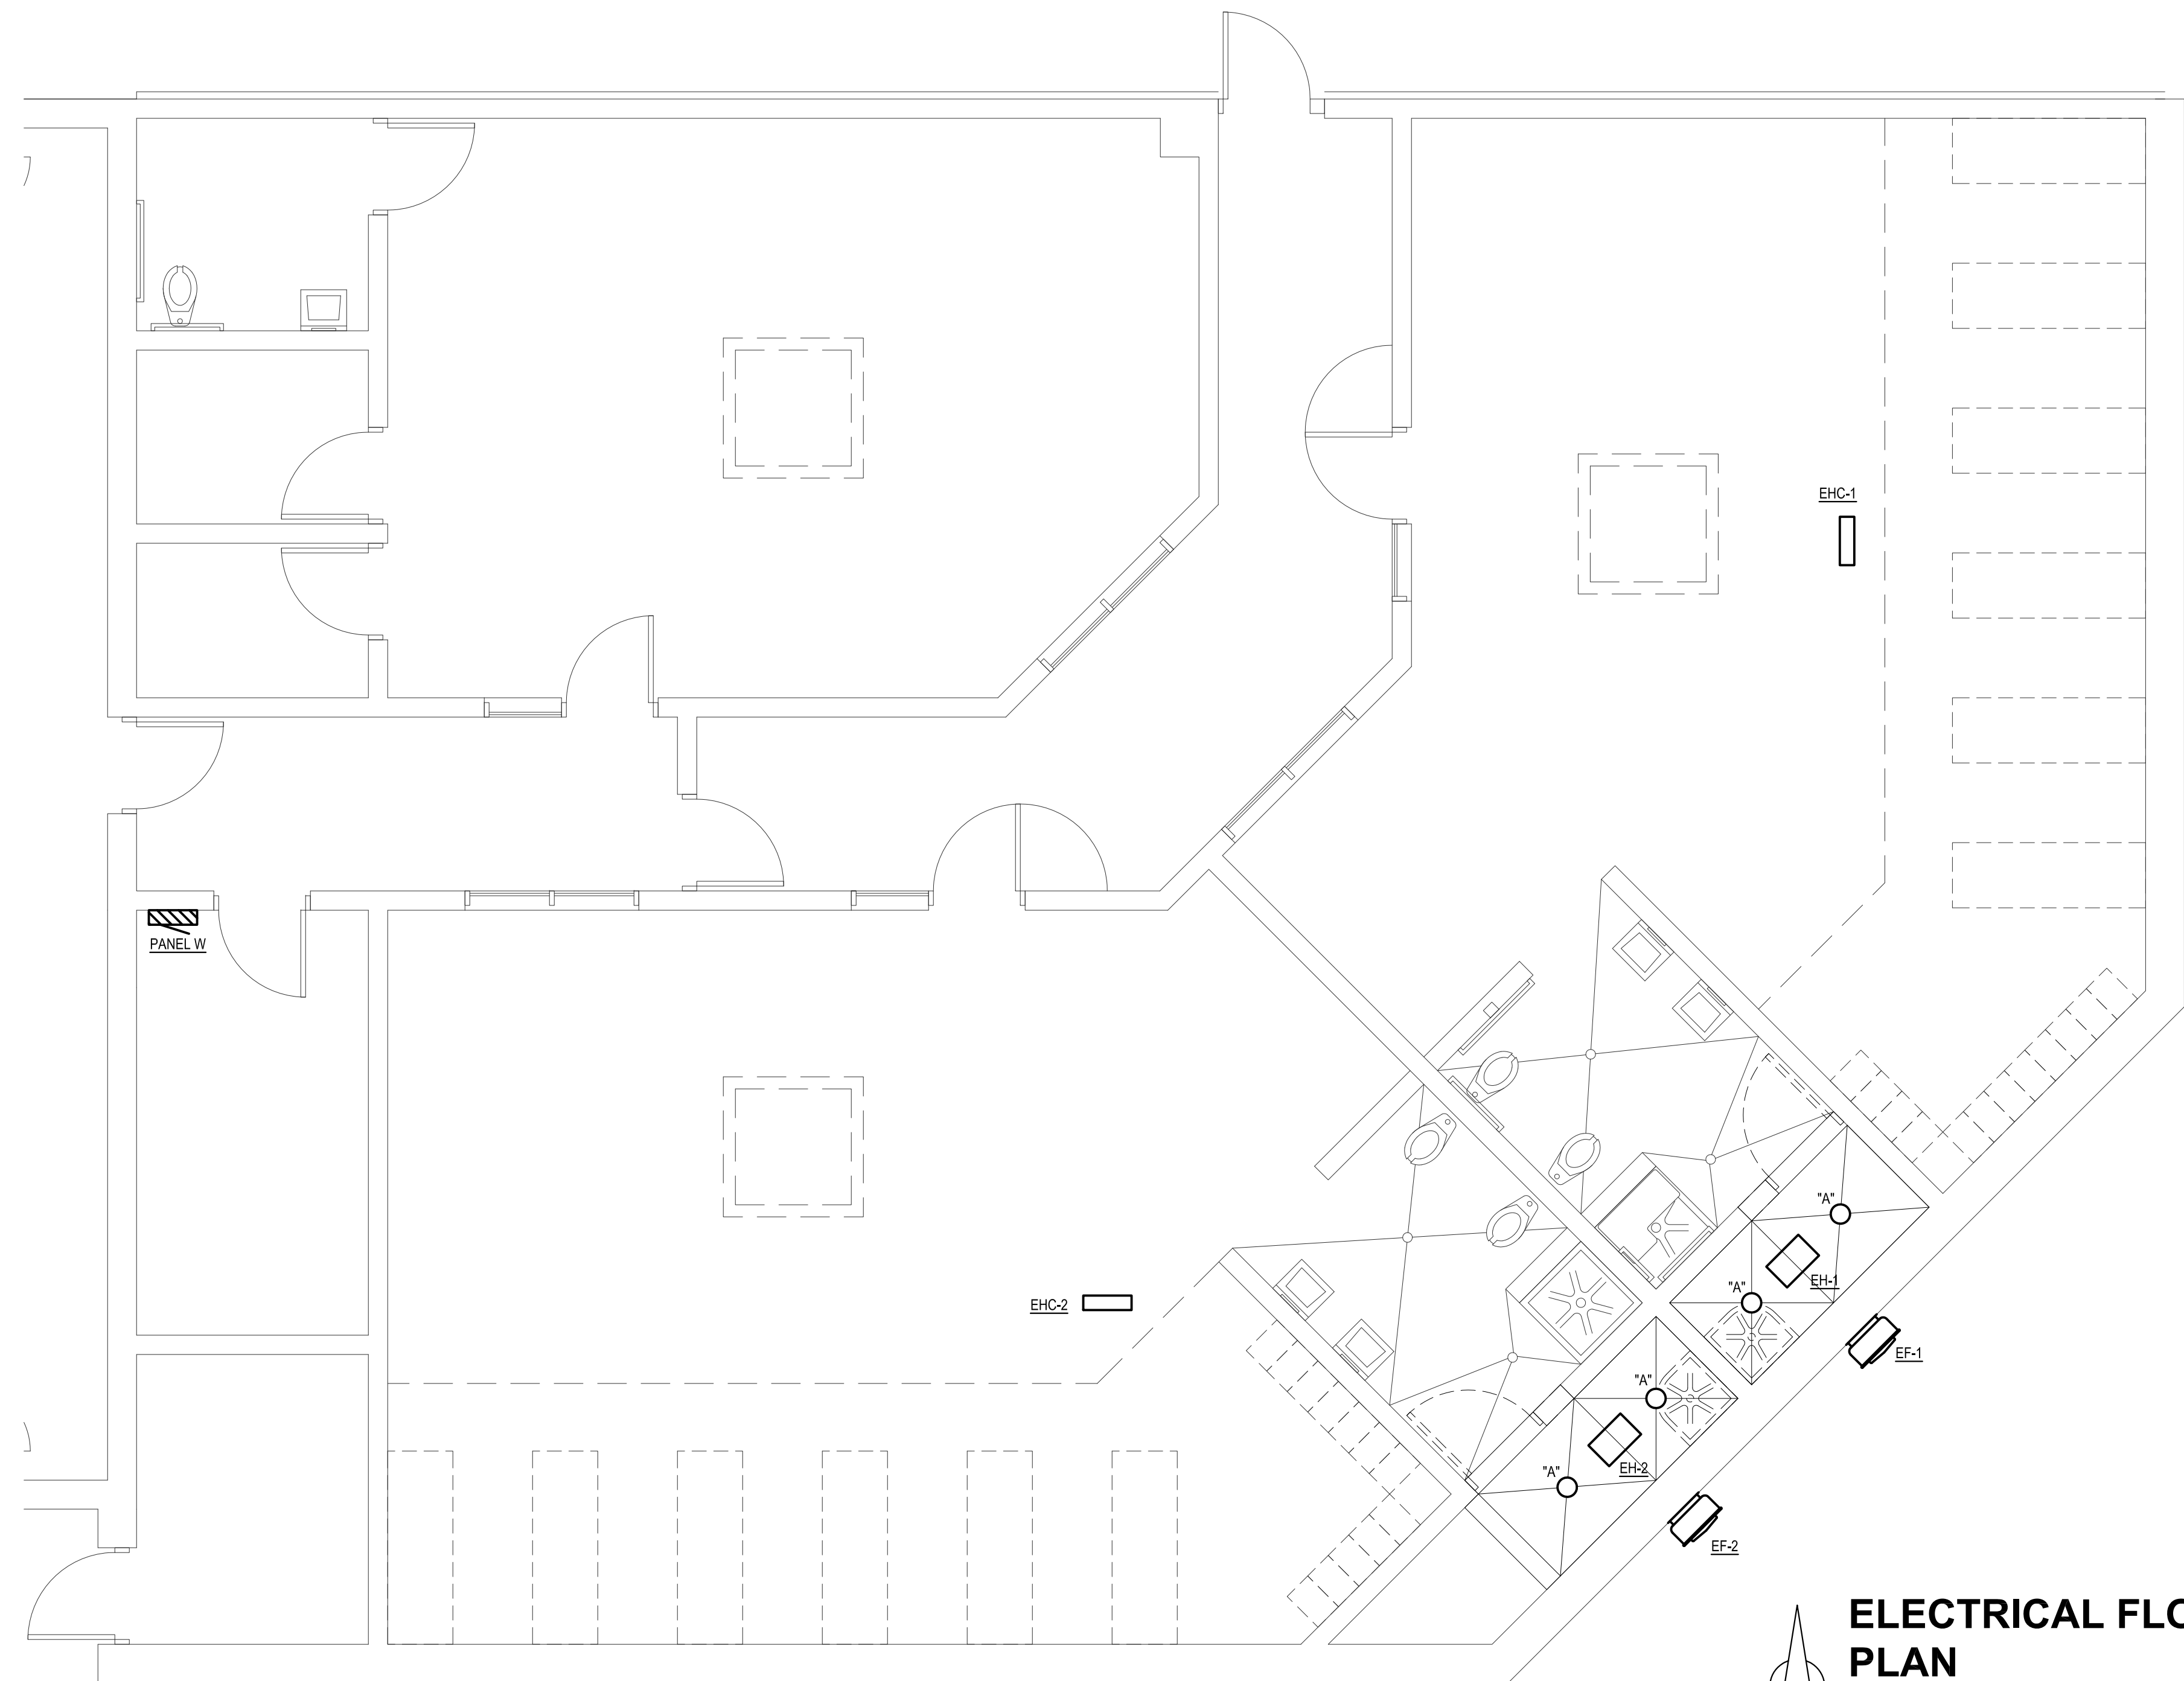 EHC-1
PANEL W
"A"
EH-1
"A"
EHC-2
EF-1
"A"
EH-2
"A"
EF-2
ELECTRICAL FLO
PLAN